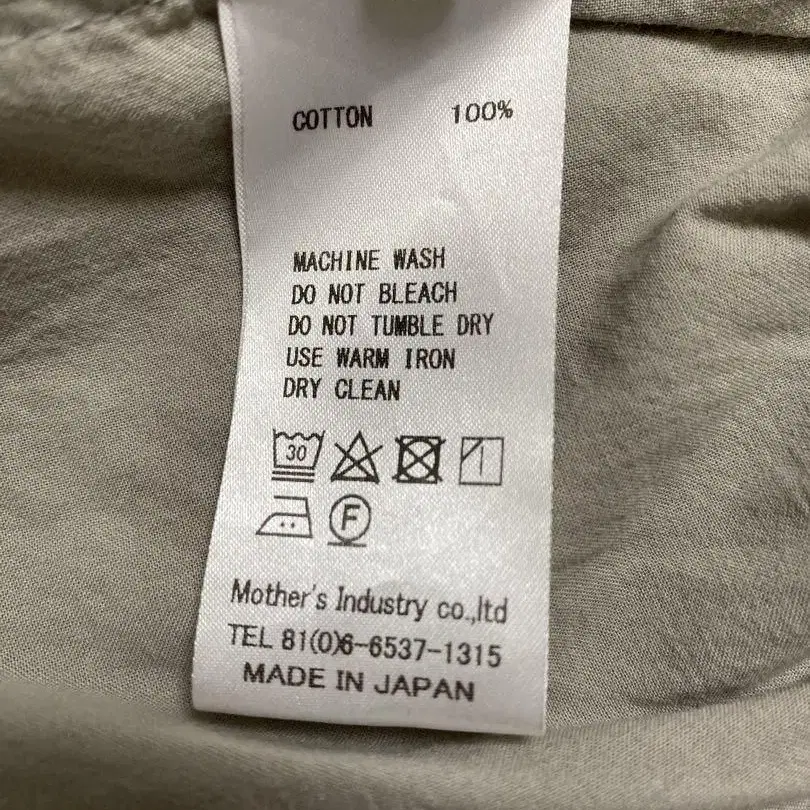 COTTON 100%
MACHINE WASH
DO NOT BLEACH
DO NOT TUMBLE DRY
USE WARM IRON
DRY CLEAN
30
F
Mother's Industry co.,ltd
TEL 81(0)6-6537-1315
MADE IN JAPAN